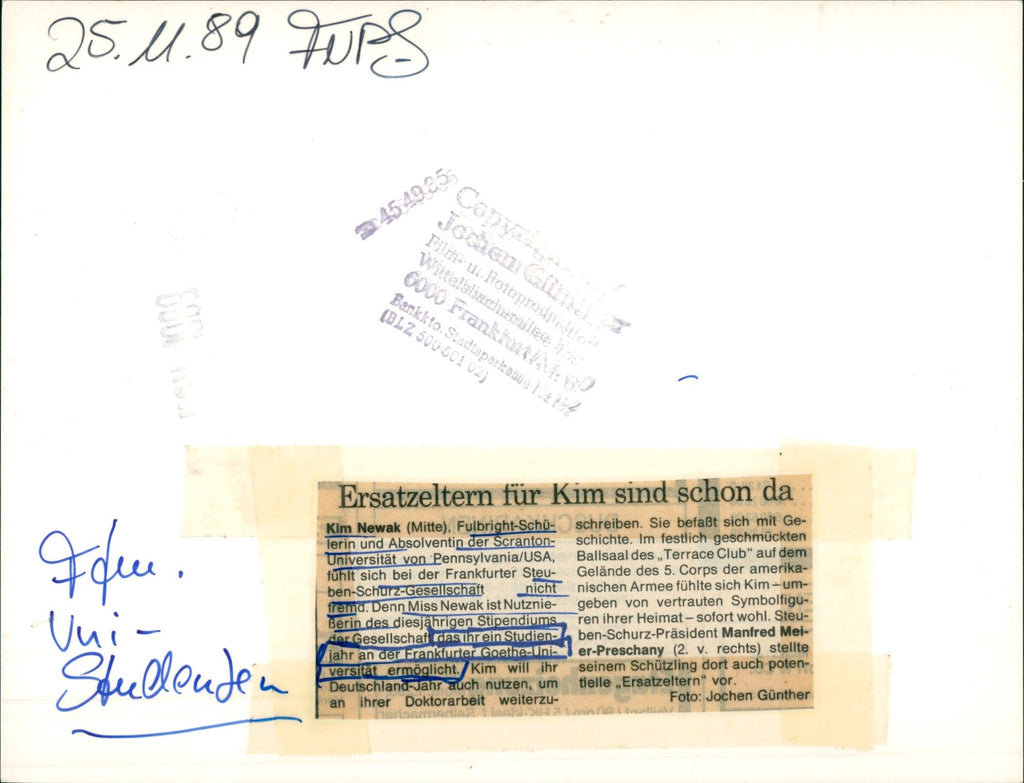 25.11.89 FNP
☎ 45 49 35
Copyright
Jochem Günther
Film- u. Fotoproduktion
Wittelsbacherallee
6000 Frankfurt/M. 60
Bankkto. Stadtsparkasse
(BLZ 500 501 02)
Ffm.
Uni-
Studenten
Ersatzeltern für Kim sind schon da
Kim Newak (Mitte), Fulbright-Schü-
lerin und Absolventin der Scranton-
Universität von Pennsylvania/USA,
fühlt sich bei der Frankfurter Steu-
ben-Schurz-Gesellschaft nicht
fremd. Denn Miss Newak ist Nutznie-
ßerin des diesjährigen Stipendiums
der Gesellschaft, das ihr ein Studien-
jahr an der Frankfurter Goethe-Uni-
versität ermöglicht. Kim will ihr
Deutschland-Jahr auch nutzen, um
an ihrer Doktorarbeit weiterzu-
schreiben. Sie befaßt sich mit Ge-
schichte. Im festlich geschmückten
Ballsaal des „Terrace Club" auf dem
Gelände des 5. Corps der amerika-
nischen Armee fühlte sich Kim – um-
geben von vertrauten Symbolfigu-
ren ihrer Heimat – sofort wohl. Steu-
ben-Schurz-Präsident Manfred Mei-
er-Preschany (2. v. rechts) stellte
seinem Schützling dort auch poten-
tielle „Ersatzeltern" vor.
Foto: Jochen Günther